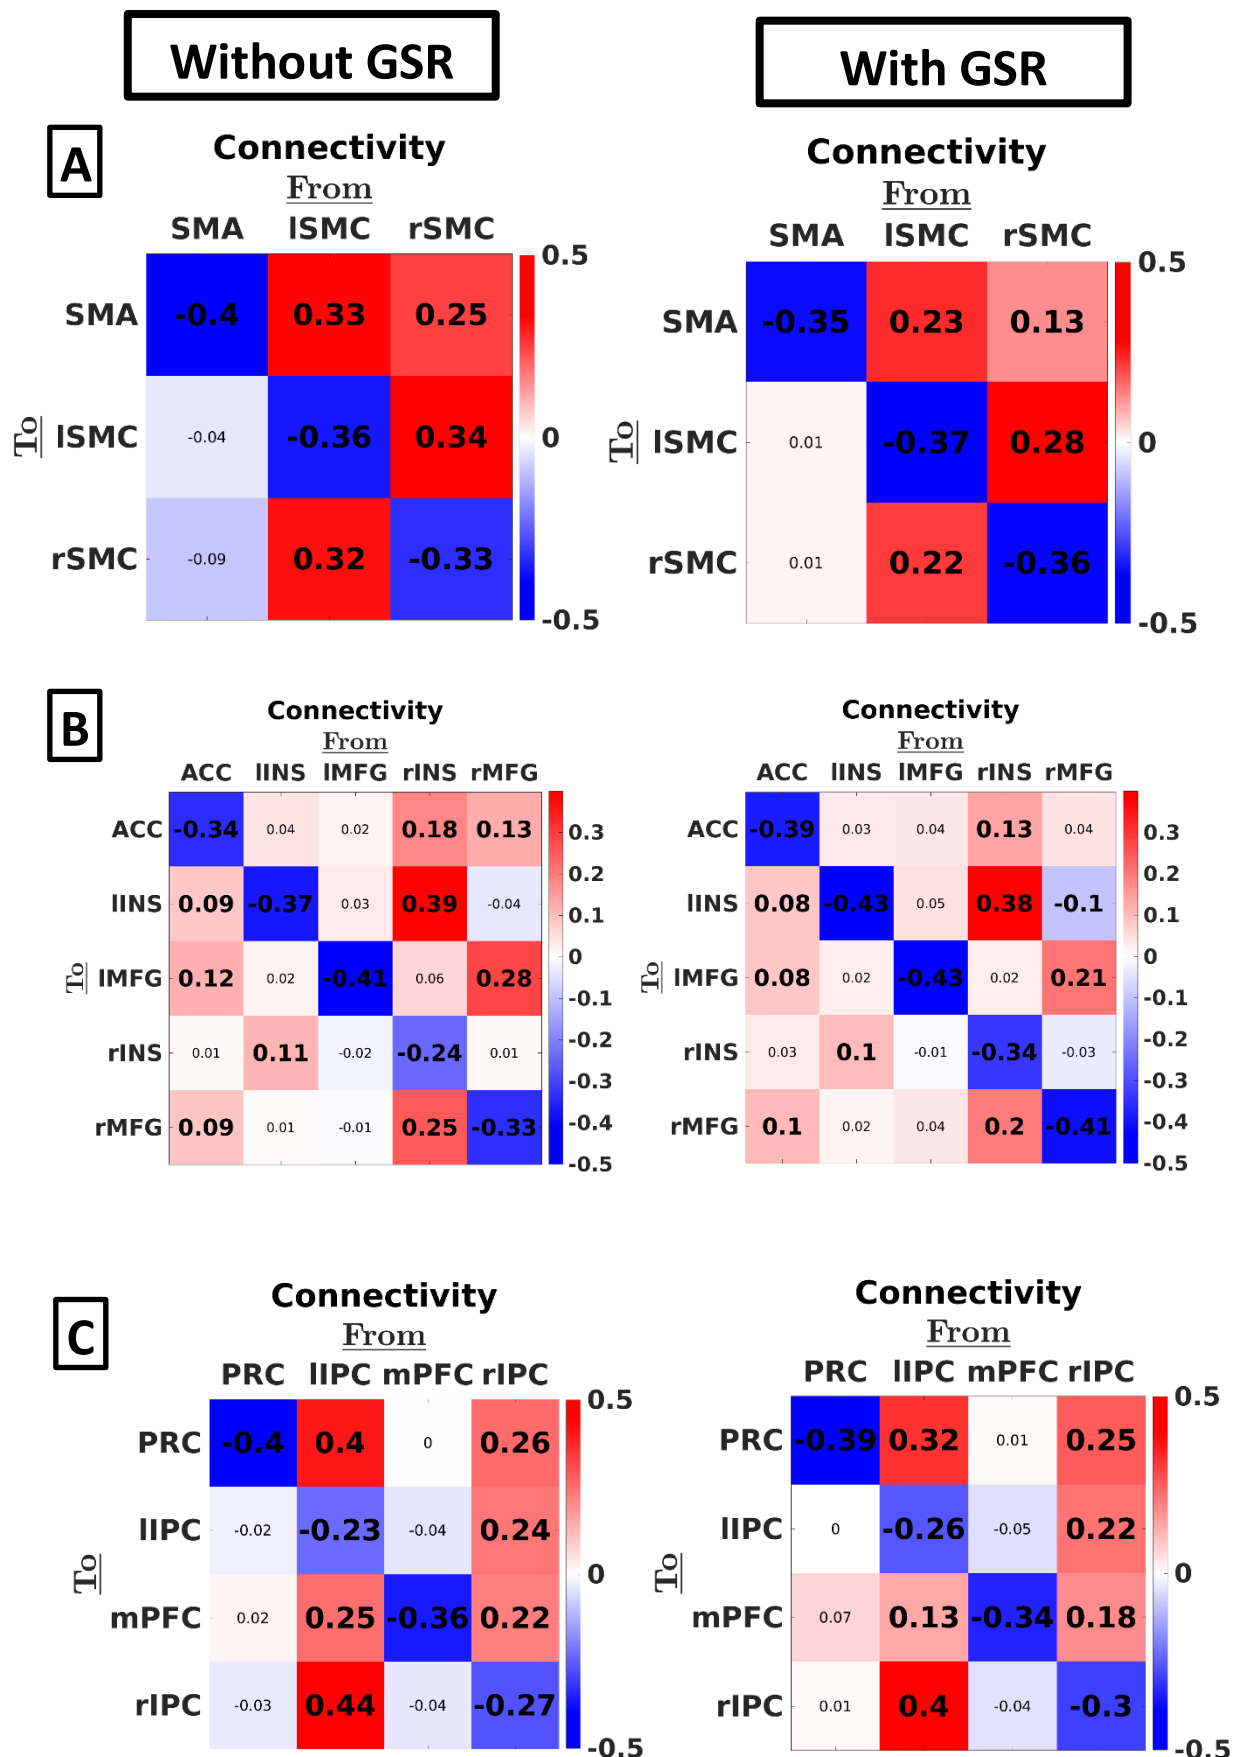 Without GSR
With GSR
A
Connectivity
From
SMA lSMC rSMC
To
SMA -0.4 0.33 0.25
lSMC -0.04 -0.36 0.34
rSMC -0.09 0.32 -0.33
0.5
0
-0.5
Connectivity
From
SMA lSMC rSMC
To
SMA -0.35 0.23 0.13
lSMC 0.01 -0.37 0.28
rSMC 0.01 0.22 -0.36
0.5
0
-0.5
B
Connectivity
From
ACC lINS lMFG rINS rMFG
To
ACC -0.34 0.04 0.02 0.18 0.13
lINS 0.09 -0.37 0.03 0.39 -0.04
lMFG 0.12 0.02 -0.41 0.06 0.28
rINS 0.01 0.11 -0.02 -0.24 0.01
rMFG 0.09 0.01 -0.01 0.25 -0.33
0.3
0.2
0.1
0
-0.1
-0.2
-0.3
-0.4
-0.5
Connectivity
From
ACC lINS lMFG rINS rMFG
To
ACC -0.39 0.03 0.04 0.13 0.04
lINS 0.08 -0.43 0.05 0.38 -0.1
lMFG 0.08 0.02 -0.43 0.02 0.21
rINS 0.03 0.1 -0.01 -0.34 -0.03
rMFG 0.1 0.02 0.04 0.2 -0.41
0.3
0.2
0.1
0
-0.1
-0.2
-0.3
-0.4
-0.5
C
Connectivity
From
PRC lIPC mPFC rIPC
To
PRC -0.4 0.4 0 0.26
lIPC -0.02 -0.23 -0.04 0.24
mPFC 0.02 0.25 -0.36 0.22
rIPC -0.03 0.44 -0.04 -0.27
0.5
0
-0.5
Connectivity
From
PRC lIPC mPFC rIPC
To
PRC -0.39 0.32 0.01 0.25
lIPC 0 -0.26 -0.05 0.22
mPFC 0.07 0.13 -0.34 0.18
rIPC 0.01 0.4 -0.04 -0.3
0.5
0
-0.5